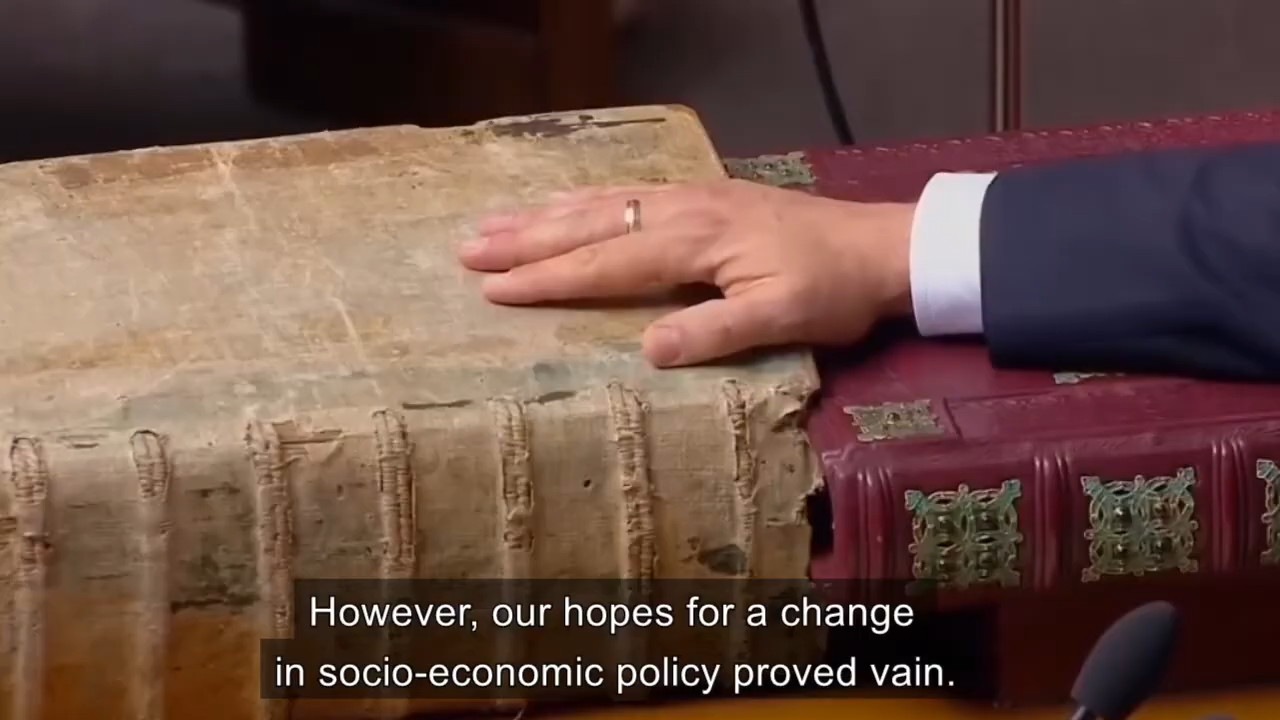 However, our hopes for a change
in socio-economic policy proved vain.